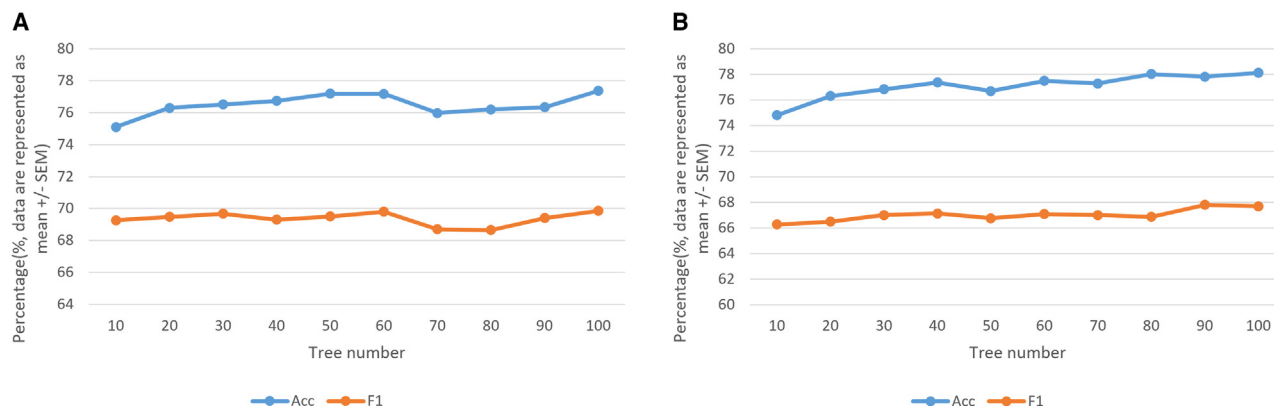 A
Percentage(%, data are represented as
mean +/- SEM)
80
78
76
74
72
70
68
66
64
10 20 30 40 50 60 70 80 90 100
Tree number
Acc F1
B
Percentage(%, data are represented as
mean +/- SEM)
80
78
76
74
72
70
68
66
64
62
60
10 20 30 40 50 60 70 80 90 100
Tree number
Acc F1